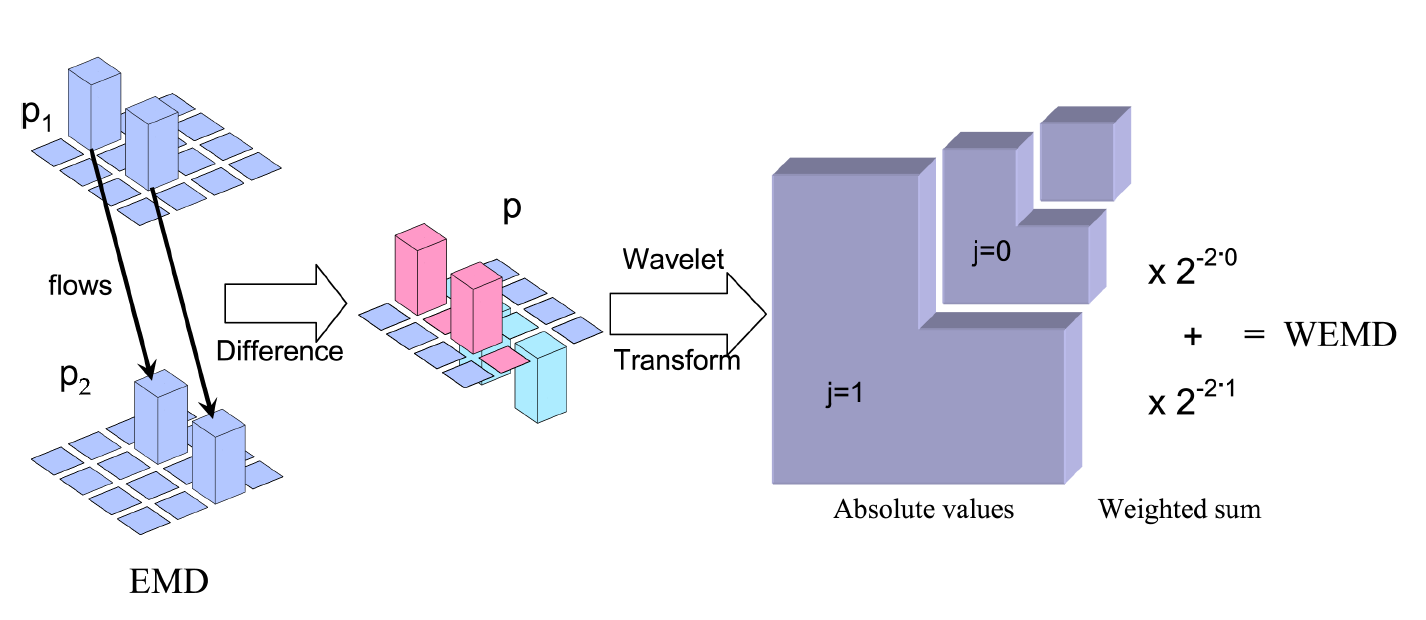 p1
flows
p2
EMD
Difference
p
Wavelet
Transform
j=1
j=0
Absolute values
x 2^-2·0
+ = WEMD
x 2^-2·1
Weighted sum